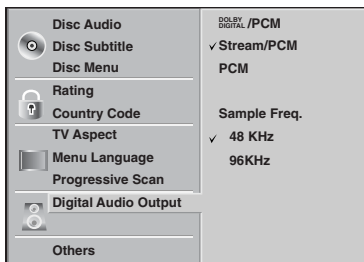 Disc Audio
Disc Subtitle
Disc Menu
Rating
Country Code
TV Aspect
Menu Language
Progressive Scan
Digital Audio Output
Others
DOLBY DIGITAL /PCM
Stream/PCM
PCM
Sample Freq.
48 KHz
96KHz